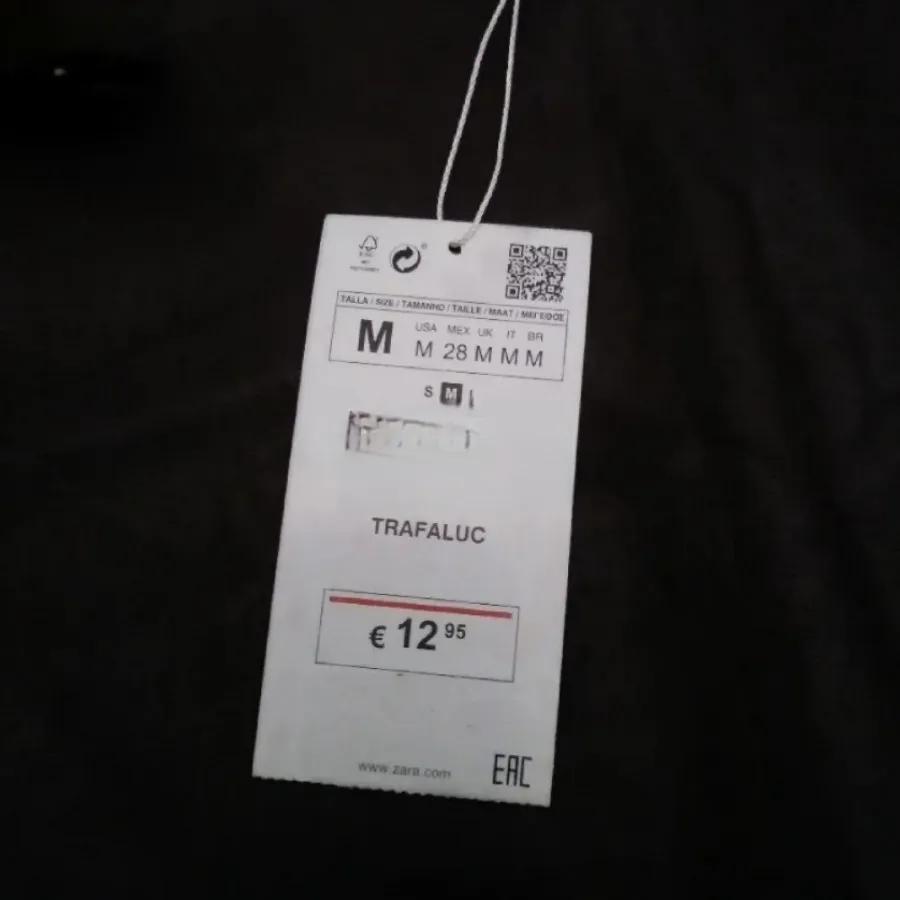 TALLA / SIZE / TAMANHO / TAILLE / MAAT / ΜΕΓΕΘΟΣ
USA MEX UK IT BR
M M 28 M M M
S M L
TRAFALUC
€ 12 95
www.zara.com
EAC